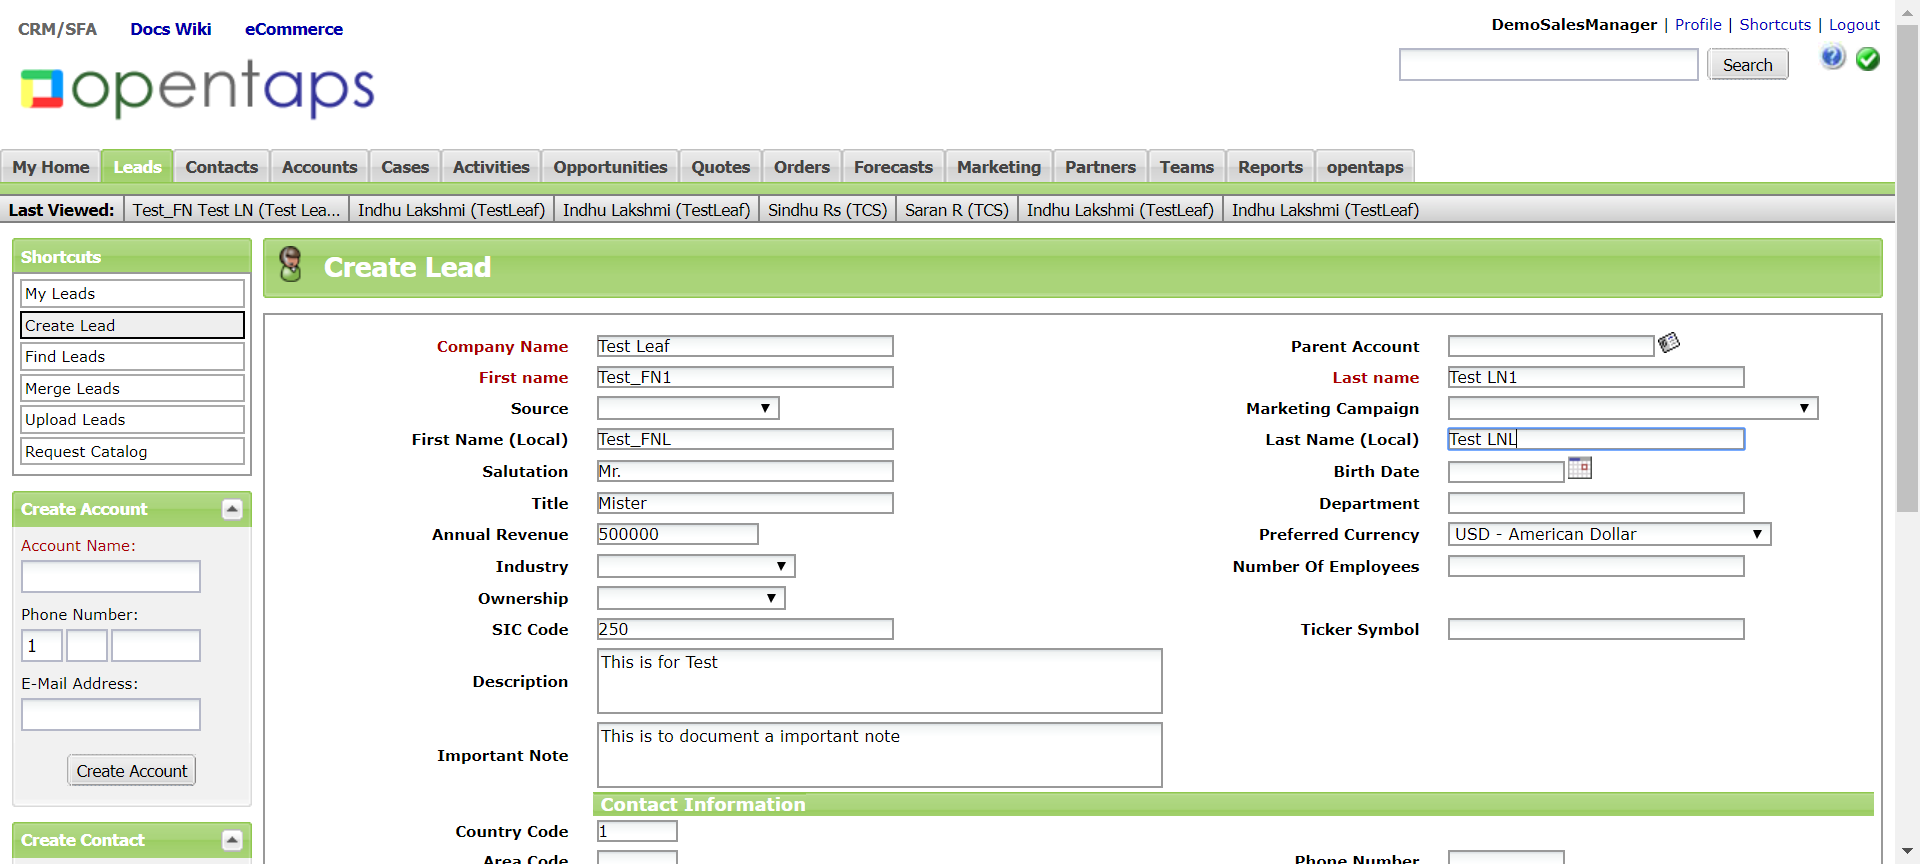 CRM/SFA Docs Wiki eCommerce
DemoSalesManager | Profile | Shortcuts | Logout
Search
opentaps
My Home Leads Contacts Accounts Cases Activities Opportunities Quotes Orders Forecasts Marketing Partners Teams Reports opentaps
Last Viewed: Test_FN Test LN (Test Lea... Indhu Lakshmi (TestLeaf) Indhu Lakshmi (TestLeaf) Sindhu Rs (TCS) Saran R (TCS) Indhu Lakshmi (TestLeaf) Indhu Lakshmi (TestLeaf)
Shortcuts
My Leads
Create Lead
Find Leads
Merge Leads
Upload Leads
Request Catalog
Create Account
Account Name:
Phone Number:
1
E-Mail Address:
Create Account
Create Contact
Create Lead
Company Name Test Leaf Parent Account
First name Test_FN1 Last name Test LN1
Source Marketing Campaign
First Name (Local) Test_FNL Last Name (Local) Test LNL
Salutation Mr. Birth Date
Title Mister Department
Annual Revenue 500000 Preferred Currency USD - American Dollar
Industry Number Of Employees
Ownership
SIC Code 250 Ticker Symbol
Description This is for Test
Important Note This is to document a important note
Contact Information
Country Code 1
Area Code Phone Number